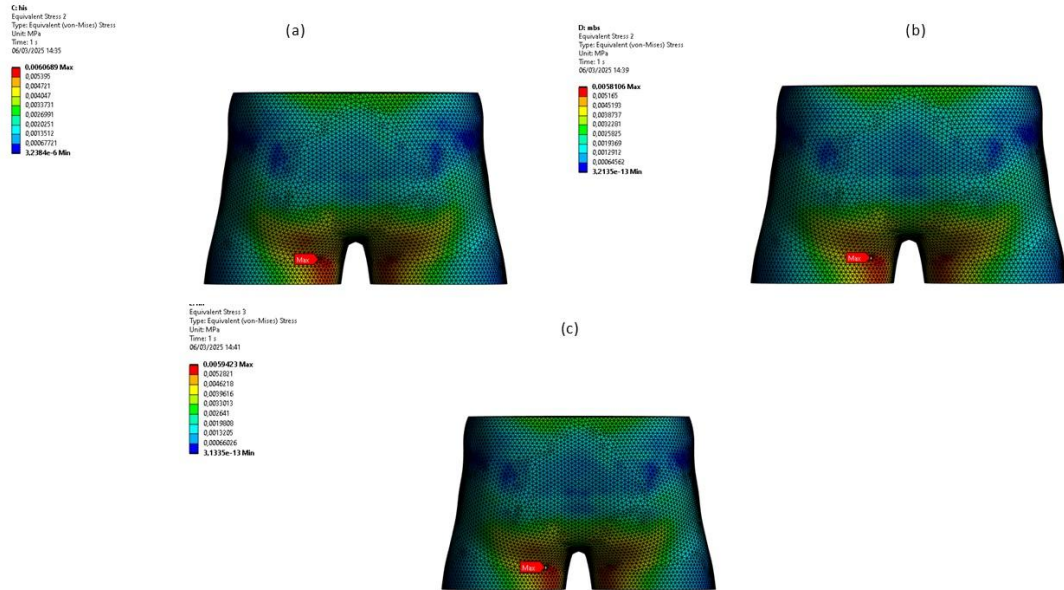 C: his
Equivalent Stress 2
Type: Equivalent (von-Mises) Stress
Unit: MPa
Time: 1 s
06/03/2025 14:35
0,0060689 Max
0,005395
0,004721
0,004047
0,0033731
0,0026991
0,0020251
0,0013512
0,00067721
3,2384e-6 Min
(a)
Max
D: mbs
Equivalent Stress 2
Type: Equivalent (von-Mises) Stress
Unit: MPa
Time: 1 s
06/03/2025 14:39
0,0058106 Max
0,005165
0,0045193
0,0038737
0,0032281
0,0025825
0,0019369
0,0012912
0,00064562
3,2135e-13 Min
(b)
Max
Equivalent Stress 3
Type: Equivalent (von-Mises) Stress
Unit: MPa
Time: 1 s
06/03/2025 14:41
0,0059423 Max
0,0052821
0,0046218
0,0039616
0,0033013
0,002641
0,0019808
0,0013205
0,00066026
3,1335e-13 Min
(c)
Max